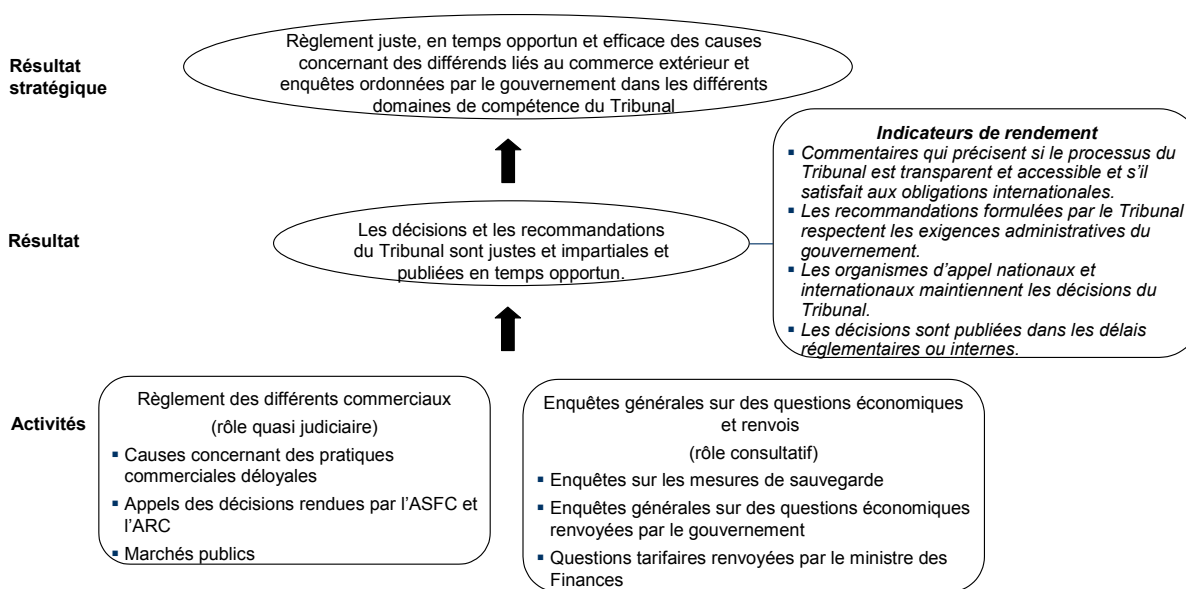 Résultat
stratégique
Règlement juste, en temps opportun et efficace des causes
concernant des différends liés au commerce extérieur et
enquêtes ordonnées par le gouvernement dans les différents
domaines de compétence du Tribunal
Indicateurs de rendement
▪ Commentaires qui précisent si le processus du
Tribunal est transparent et accessible et s'il
satisfait aux obligations internationales.
▪ Les recommandations formulées par le Tribunal
respectent les exigences administratives du
gouvernement.
▪ Les organismes d'appel nationaux et
internationaux maintiennent les décisions du
Tribunal.
▪ Les décisions sont publiées dans les délais
réglementaires ou internes.
Résultat
Les décisions et les recommandations
du Tribunal sont justes et impartiales et
publiées en temps opportun.
Activités
Règlement des différents commerciaux
(rôle quasi judiciaire)
▪ Causes concernant des pratiques
commerciales déloyales
▪ Appels des décisions rendues par l'ASFC et
l'ARC
▪ Marchés publics
Enquêtes générales sur des questions économiques
et renvois
(rôle consultatif)
▪ Enquêtes sur les mesures de sauvegarde
▪ Enquêtes générales sur des questions économiques
renvoyées par le gouvernement
▪ Questions tarifaires renvoyées par le ministre des
Finances